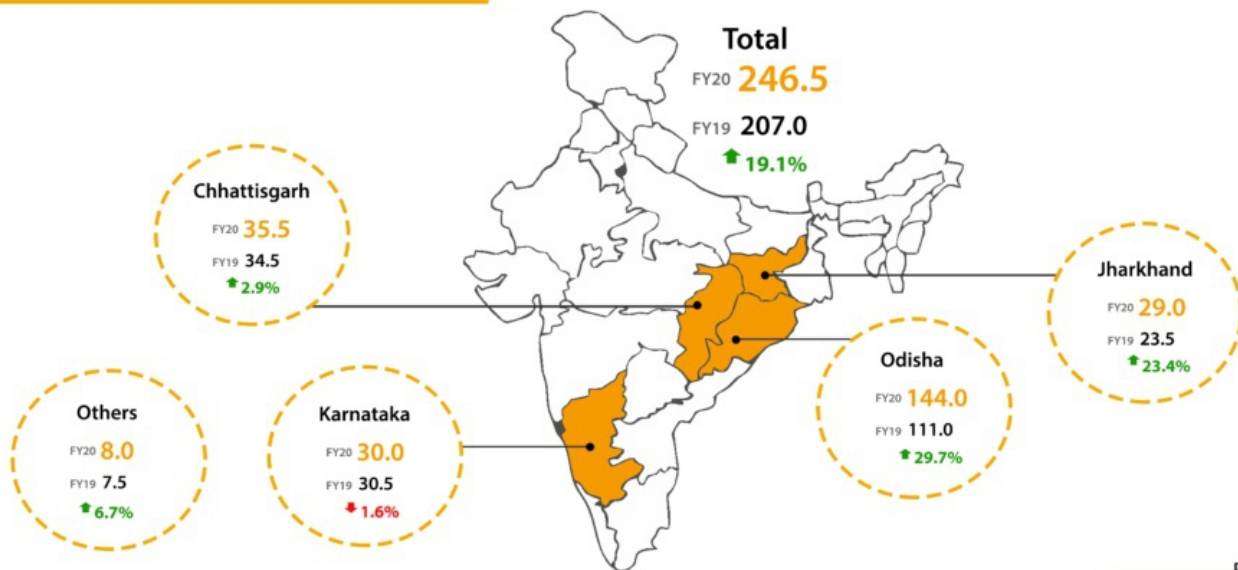 Total
FY20 246.5
FY19 207.0
19.1%
Chhattisgarh
FY20 35.5
FY19 34.5
2.9%
Jharkhand
FY20 29.0
FY19 23.5
23.4%
Odisha
FY20 144.0
FY19 111.0
29.7%
Others
FY20 8.0
FY19 7.5
6.7%
Karnataka
FY20 30.0
FY19 30.5
1.6%